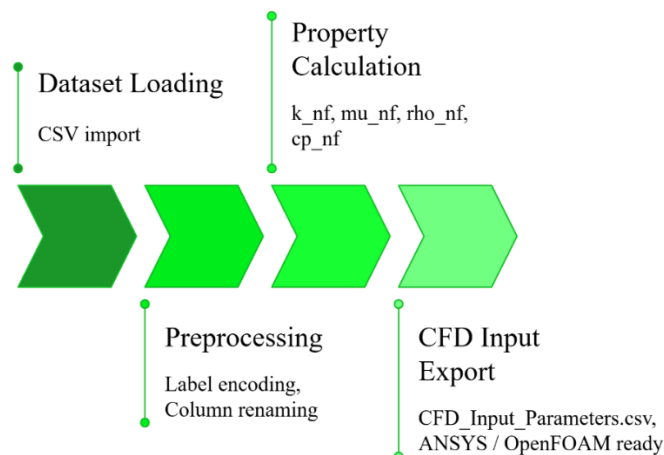 Dataset Loading
CSV import
Preprocessing
Label encoding,
Column renaming
Property
Calculation
k_nf, mu_nf, rho_nf,
cp_nf
CFD Input
Export
CFD_Input_Parameters.csv,
ANSYS / OpenFOAM ready